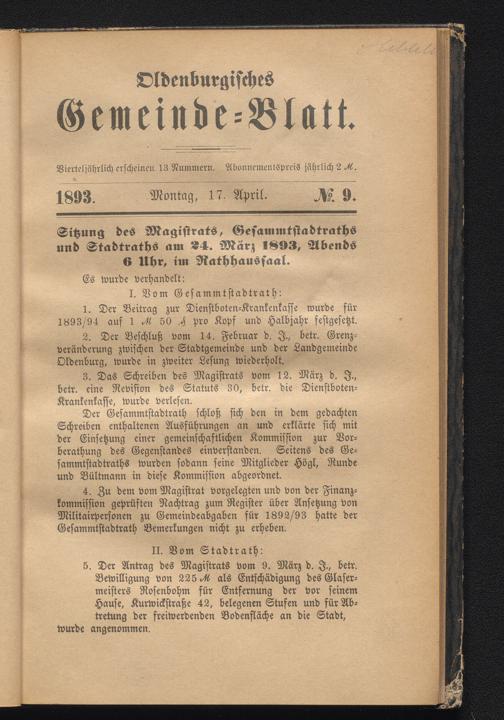 Oldenburgisches
Gemeinde-Blatt.
Vierteljährlich erscheinen 13 Nummern. Abonnementspreis jährlich 2 ℳ.
1893. Montag, 17. April. № 9.
Sitzung des Magistrats, Gesammtstadtraths
und Stadtraths am 24. März 1893, Abends
6 Uhr, im Rathhaussaal.
Es wurde verhandelt:
I. Vom Gesammtstadtrath:
1. Der Beitrag zur Dienstboten-Krankenkasse wurde für
1893/94 auf 1 ℳ 50 ₰ pro Kopf und Halbjahr festgesetzt.
2. Der Beschluß vom 14. Februar d. J., betr. Grenz-
veränderung zwischen der Stadtgemeinde und der Landgemeinde
Oldenburg, wurde in zweiter Lesung wiederholt.
3. Das Schreiben des Magistrats vom 12. März d. J.,
betr. eine Revision des Statuts 30, betr. die Dienstboten-
Krankenkasse, wurde verlesen.
Der Gesammtstadtrath schloß sich den in dem gedachten
Schreiben enthaltenen Ausführungen an und erklärte sich mit
der Einsetzung einer gemeinschaftlichen Kommission zur Vor-
berathung des Gegenstandes einverstanden. Seitens des Ge-
sammtstadtraths wurden sodann seine Mitglieder Högl, Runde
und Bültmann in diese Kommission abgeordnet.
4. Zu dem vom Magistrat vorgelegten und von der Finanz-
kommission geprüften Nachtrag zum Register über Ansetzung von
Militairpersonen zu Gemeindeabgaben für 1892/93 hatte der
Gesammtstadtrath Bemerkungen nicht zu erheben.
II. Vom Stadtrath:
5. Der Antrag des Magistrats vom 9. März d. J., betr.
Bewilligung von 225 ℳ als Entschädigung des Glaser-
meisters Rosenbohm für Entfernung der vor seinem
Hause, Kurwickstraße 42, belegenen Stufen und für Ab-
tretung der freiwerdenden Bodenfläche an die Stadt,
wurde angenommen.